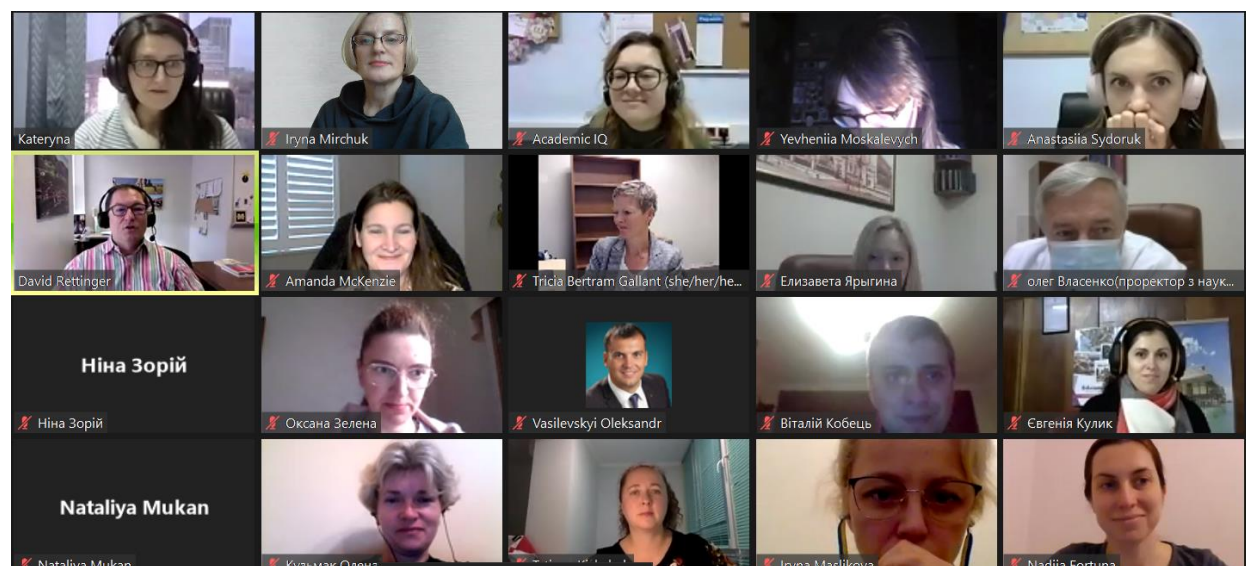 Kateryna
Iryna Mirchuk
Academic IQ
Yevheniia Moskalevych
Anastasiia Sydoruk
David Rettinger
Amanda McKenzie
Tricia Bertram Gallant (she/her/he...
Елизавета Ярыгина
олег Власенко(проректор з наук...
Ніна Зорій
Ніна Зорій
Оксана Зелена
Vasilevskyi Oleksandr
Віталій Кобець
Євгенія Кулик
Nataliya Mukan
Nataliya Mukan
Кузьмак Олена
Iryna Maslikova
Nadiia Fortuna